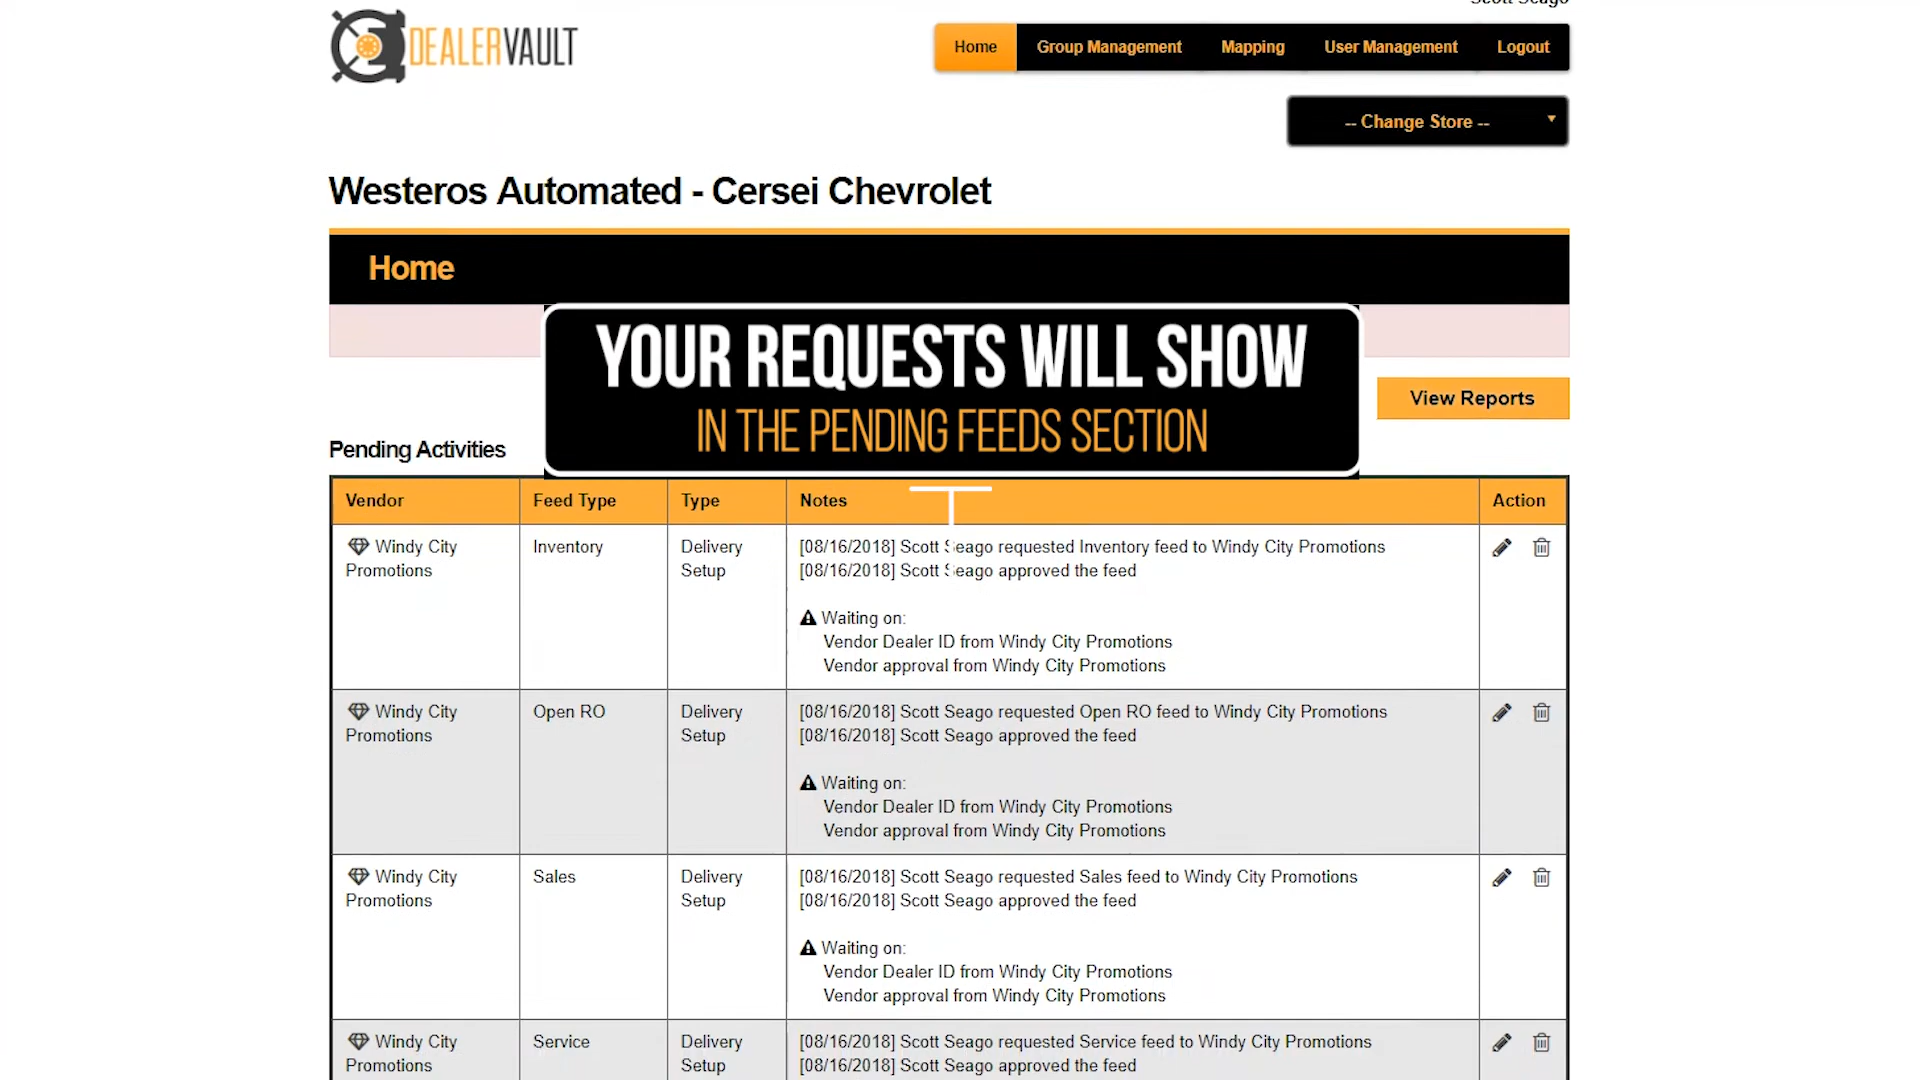 Scott Seago
DEALERVAULT
Home Group Management Mapping User Management Logout
-- Change Store --
Westeros Automated - Cersei Chevrolet
Home
YOUR REQUESTS WILL SHOW
IN THE PENDING FEEDS SECTION
View Reports
Pending Activities
Vendor Feed Type Type Notes Action
Windy City Promotions
Inventory
Delivery Setup
[08/16/2018] Scott Seago requested Inventory feed to Windy City Promotions
[08/16/2018] Scott Seago approved the feed
Waiting on:
Vendor Dealer ID from Windy City Promotions
Vendor approval from Windy City Promotions
Windy City Promotions
Open RO
Delivery Setup
[08/16/2018] Scott Seago requested Open RO feed to Windy City Promotions
[08/16/2018] Scott Seago approved the feed
Waiting on:
Vendor Dealer ID from Windy City Promotions
Vendor approval from Windy City Promotions
Windy City Promotions
Sales
Delivery Setup
[08/16/2018] Scott Seago requested Sales feed to Windy City Promotions
[08/16/2018] Scott Seago approved the feed
Waiting on:
Vendor Dealer ID from Windy City Promotions
Vendor approval from Windy City Promotions
Windy City Promotions
Service
Delivery Setup
[08/16/2018] Scott Seago requested Service feed to Windy City Promotions
[08/16/2018] Scott Seago approved the feed